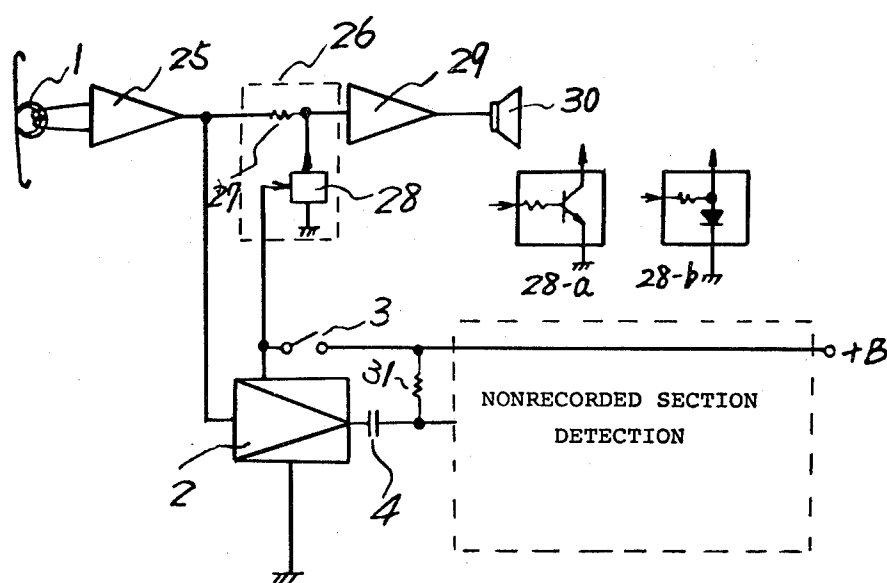 1
25
26
29
30
27
28
28-a
28-b
3
+B
31
NONRECORDED SECTION
DETECTION
2
4